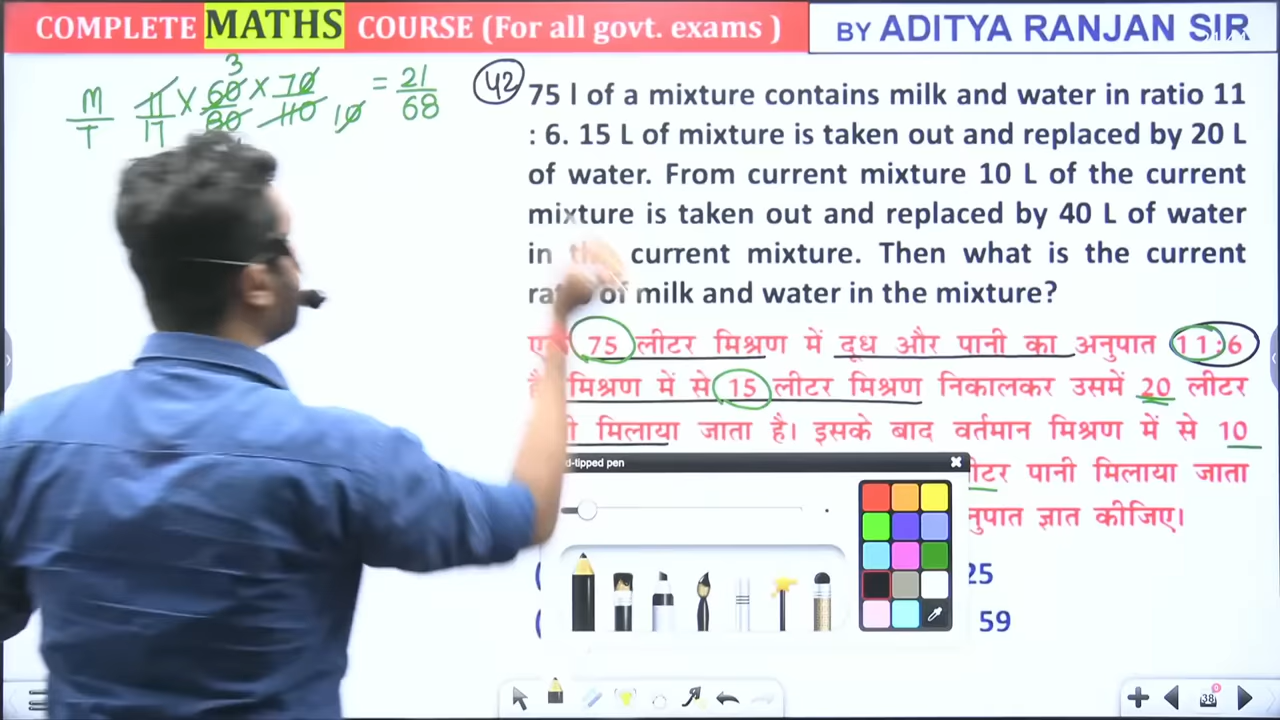 COMPLETE MATHS COURSE (For all govt. exams )
BY ADITYA RANJAN SIR
M/T 11/17 × 60/80 × 70/110 = 21/68
3
10
42
75 l of a mixture contains milk and water in ratio 11
: 6. 15 L of mixture is taken out and replaced by 20 L
of water. From current mixture 10 L of the current
mixture is taken out and replaced by 40 L of water
in current mixture. Then what is the current
of milk and water in the mixture?
75 लीटर मिश्रण में दूध और पानी का अनुपात 11:6
मिश्रण में से 15 लीटर मिश्रण निकालकर उसमें 20 लीटर
मिलाया जाता है। इसके बाद वर्तमान मिश्रण में से 10
-tipped pen
पानी मिलाया जाता
ज्ञात कीजिए।
25
59
38